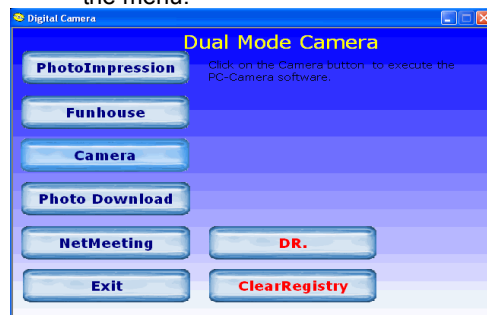 the menu.
Digital Camera
Dual Mode Camera
PhotoImpression
Click on the Camera button to execute the
PC-Camera software.
Funhouse
Camera
Photo Download
NetMeeting
DR.
Exit
ClearRegistry